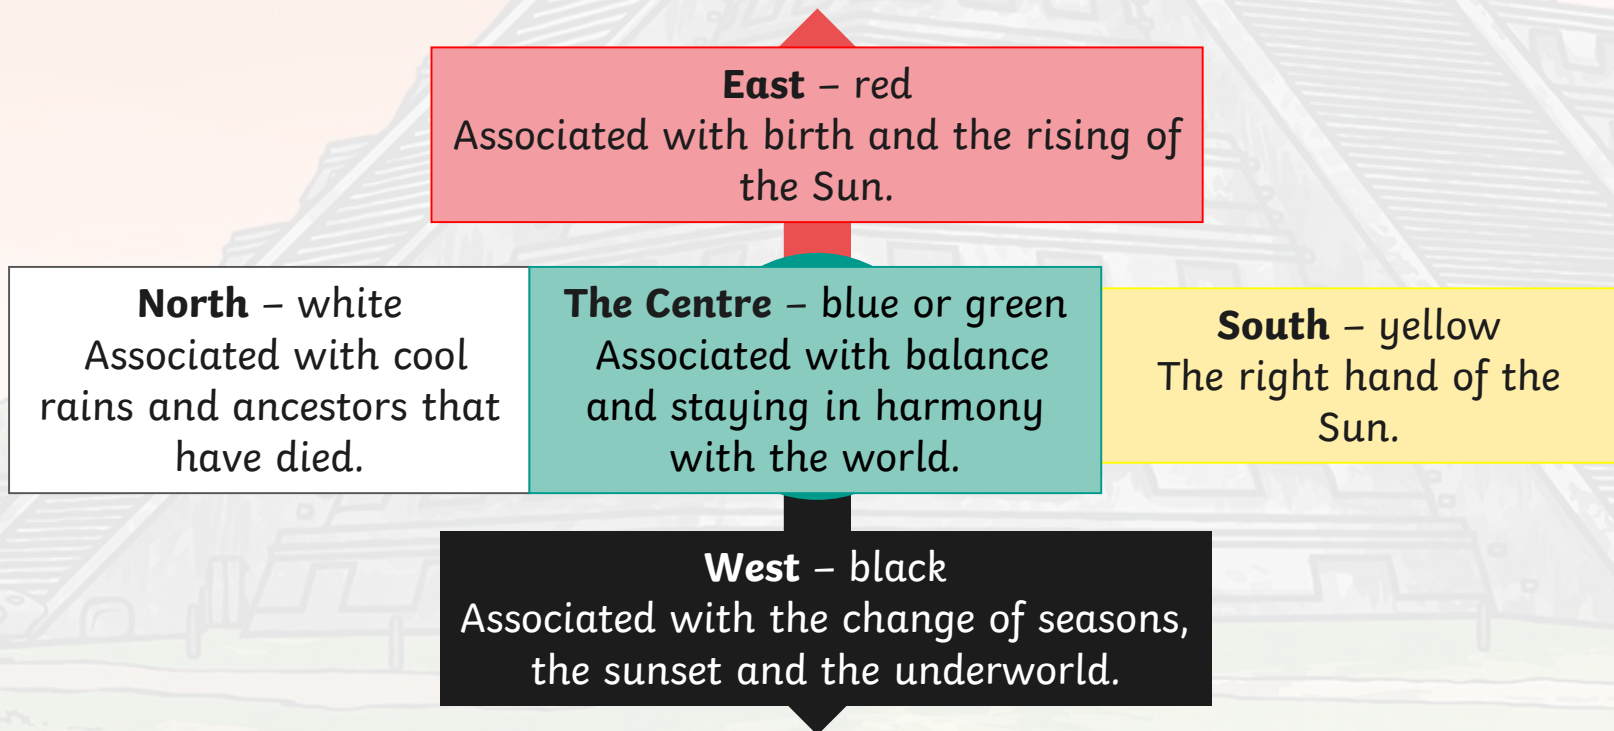 East – red
Associated with birth and the rising of
the Sun.
North – white
Associated with cool
rains and ancestors that
have died.
The Centre – blue or green
Associated with balance
and staying in harmony
with the world.
South – yellow
The right hand of the
Sun.
West – black
Associated with the change of seasons,
the sunset and the underworld.